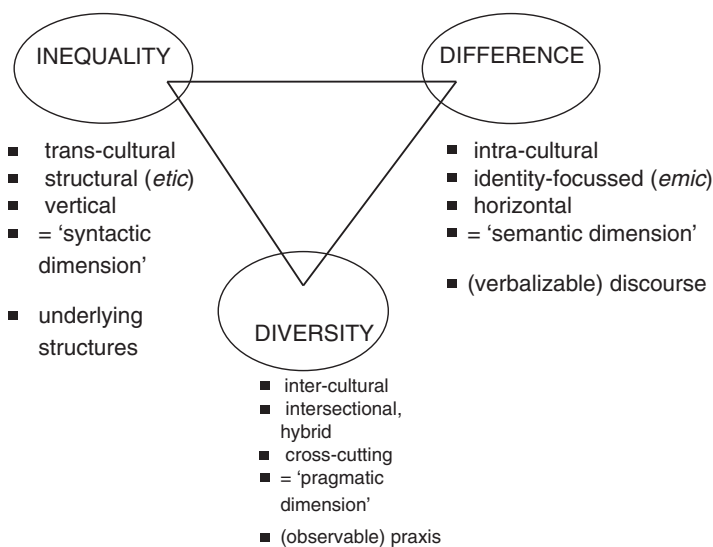 INEQUALITY
■ trans-cultural
■ structural (etic)
■ vertical
■ = ‘syntactic
dimension’
■ underlying
structures
DIFFERENCE
■ intra-cultural
■ identity-focussed (emic)
■ horizontal
■ = ‘semantic dimension’
■ (verbalizable) discourse
DIVERSITY
■ inter-cultural
■ intersectional,
hybrid
■ cross-cutting
■ = ‘pragmatic
dimension’
■ (observable) praxis